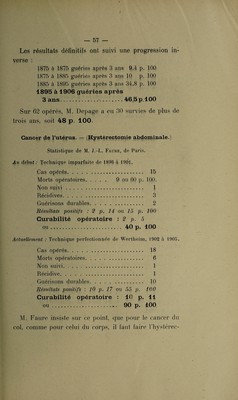 — 57 —
Les résultats définitifs ont suivi une progression in-
verse :
1875 à 1875 guéries après 3 ans 9,4 p. 100
1875 à 1885 guéries après 3 ans 10 p. 100
1885 à 1890 guéries après 3 ans 31,8 p. 100
1895 à 1906 guéries après
3 ans.................... 46,5 p. 100
Sur 62 opérés, M. Depage a eu 30 survies de plus de
trois ans, soit 48 p. 100.
Cancer de l'uterus. — (Hysterectomie abdominale.)
Statistique de M. J.-L. Faure, de Paris.
Au début : Technique imparfaite de 1896 à 1901.
Cas opérés. . . . . . . . . . . 15
Morts opératoires. . . . . 9 ou 60 p. 100.
Non suivi . . . . . . . . . . . 1
Récidives. . . . . . . . . . . 3
Guérisons durables. . . . . . . . 2
Résultats positifs : 2 p. 14 ou 15 p. 100
Curabilité opératoire : 2 p. 5
ou . . . . . . . . . . . 40 p. 100
Actuellement : Technique perfectionnée de Wertheim, 1902 à 1905.
Cas opérés. . . . . . . . . . . 18
Morts opératoires. . . . . . . . 6
Non suivi. . . . . . . . . . . 1
Récidive. . . . . . . . . . . 1
Guérisons durables. . . . . . . . 10
Résultats positifs : 10 p. 17 ou 55 p. 100
Curabilité opératoire : 10 p. 11
ou . . . . . . . . . . . 90 p. 100
M. Faure insiste sur ce point, que pour le cancer du
col, comme pour celui du corps, il faut faire l'hystérec-